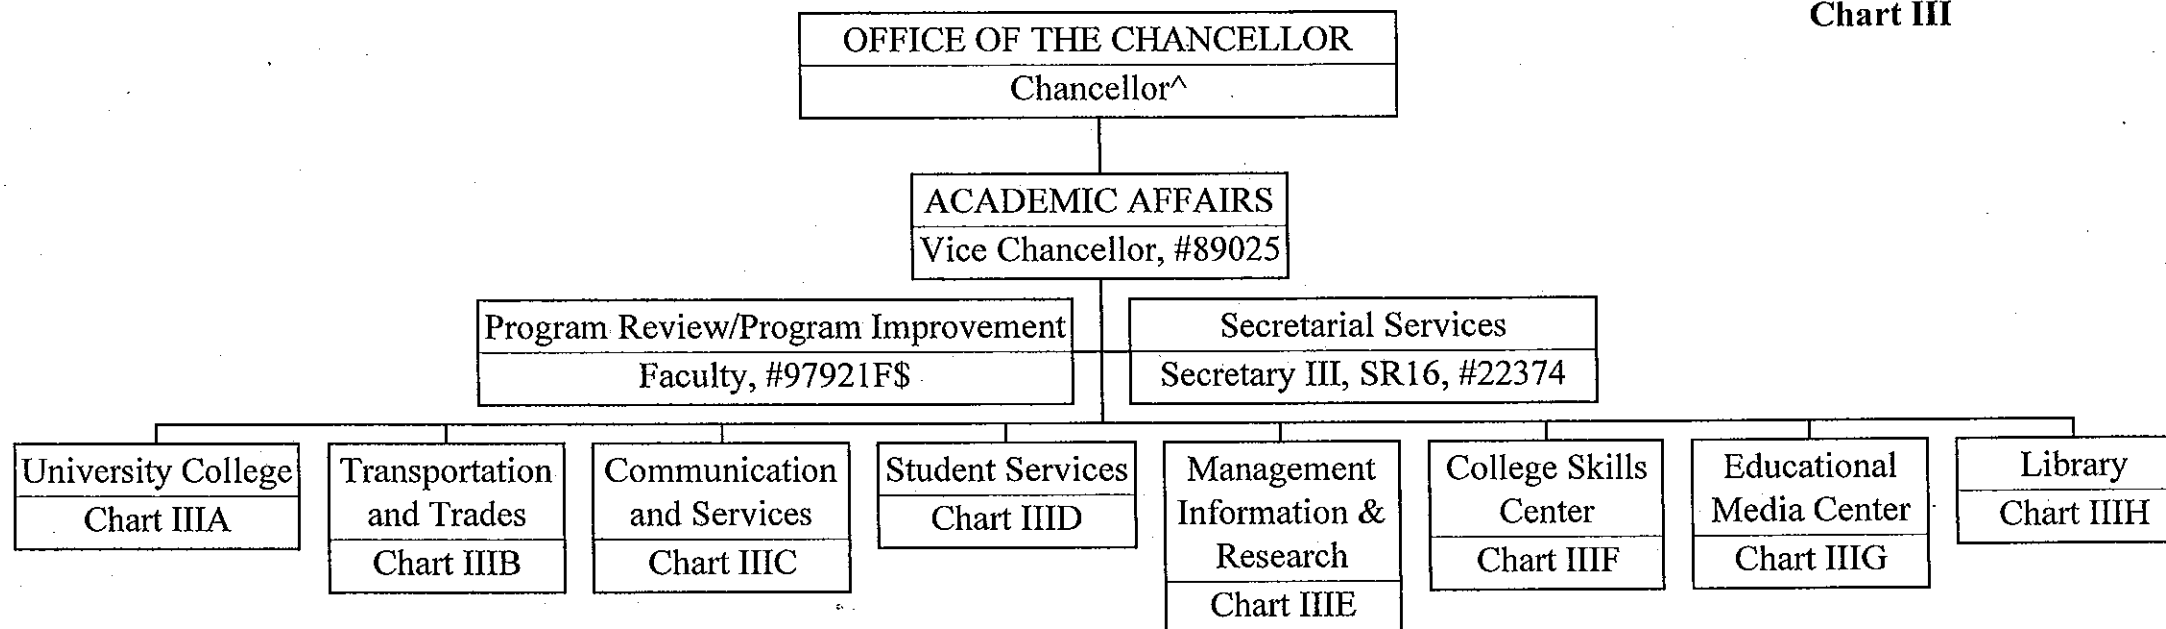 Chart III
OFFICE OF THE CHANCELLOR
Chancellor^
ACADEMIC AFFAIRS
Vice Chancellor, #89025
Program Review/Program Improvement
Faculty, #97921F$
Secretarial Services
Secretary III, SR16, #22374
University College
Chart IIIA
Transportation
and Trades
Chart IIIB
Communication
and Services
Chart IIIC
Student Services
Chart IIID
Management
Information &
Research
Chart IIIE
College Skills
Center
Chart IIIF
Educational
Media Center
Chart IIIG
Library
Chart IIIH